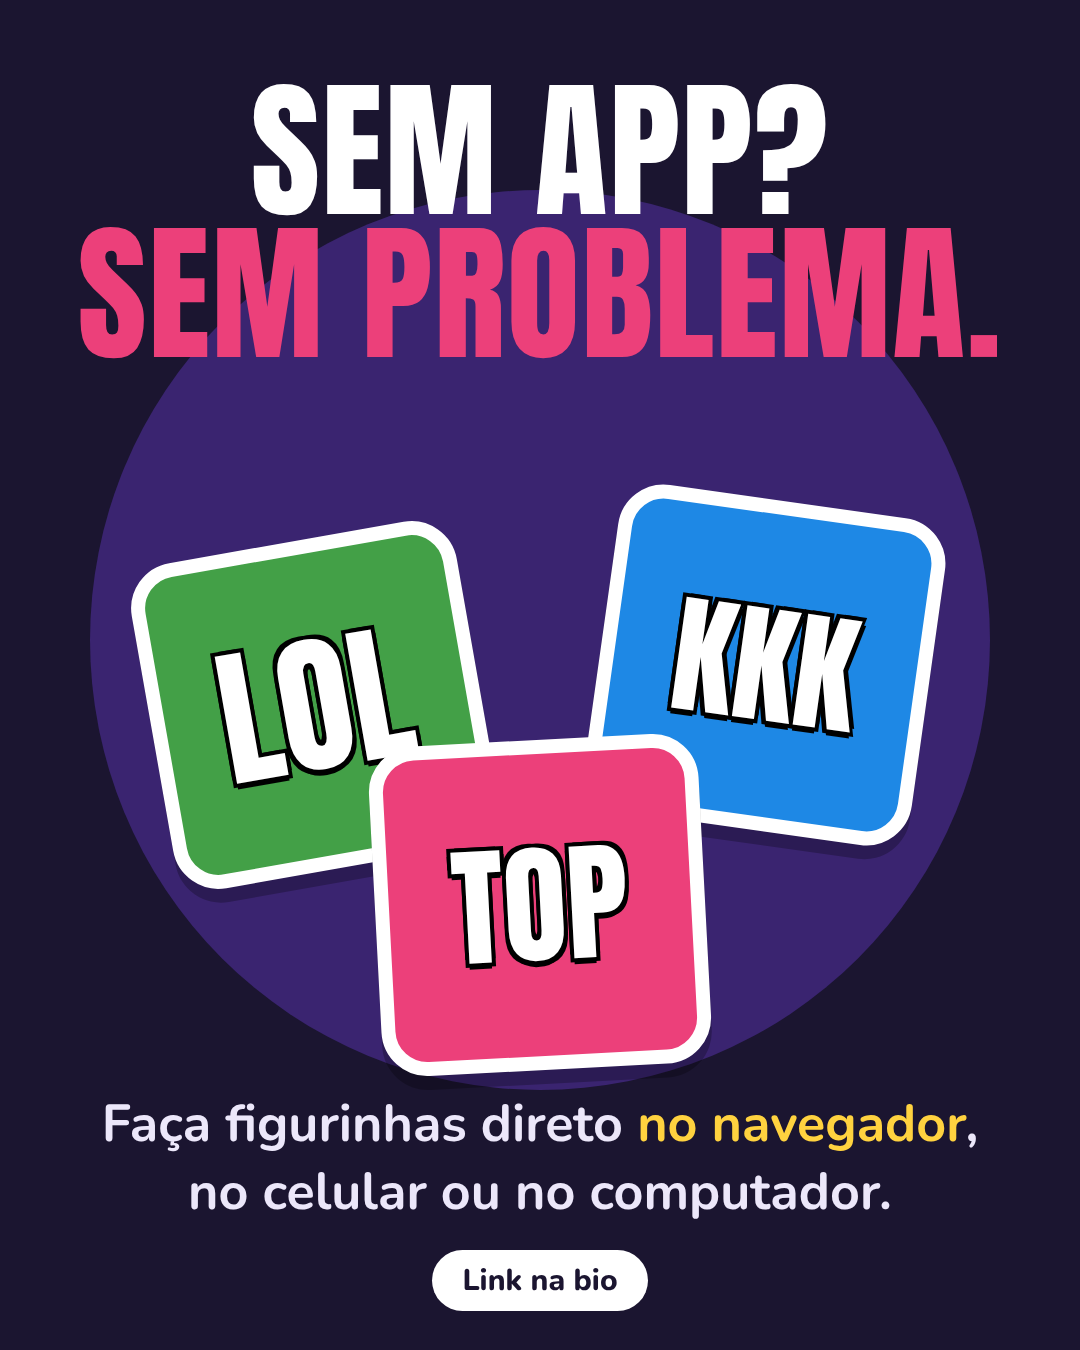 SEM APP?
SEM PROBLEMA.
LOL
KKK
TOP
Faça figurinhas direto no navegador,
no celular ou no computador.
Link na bio